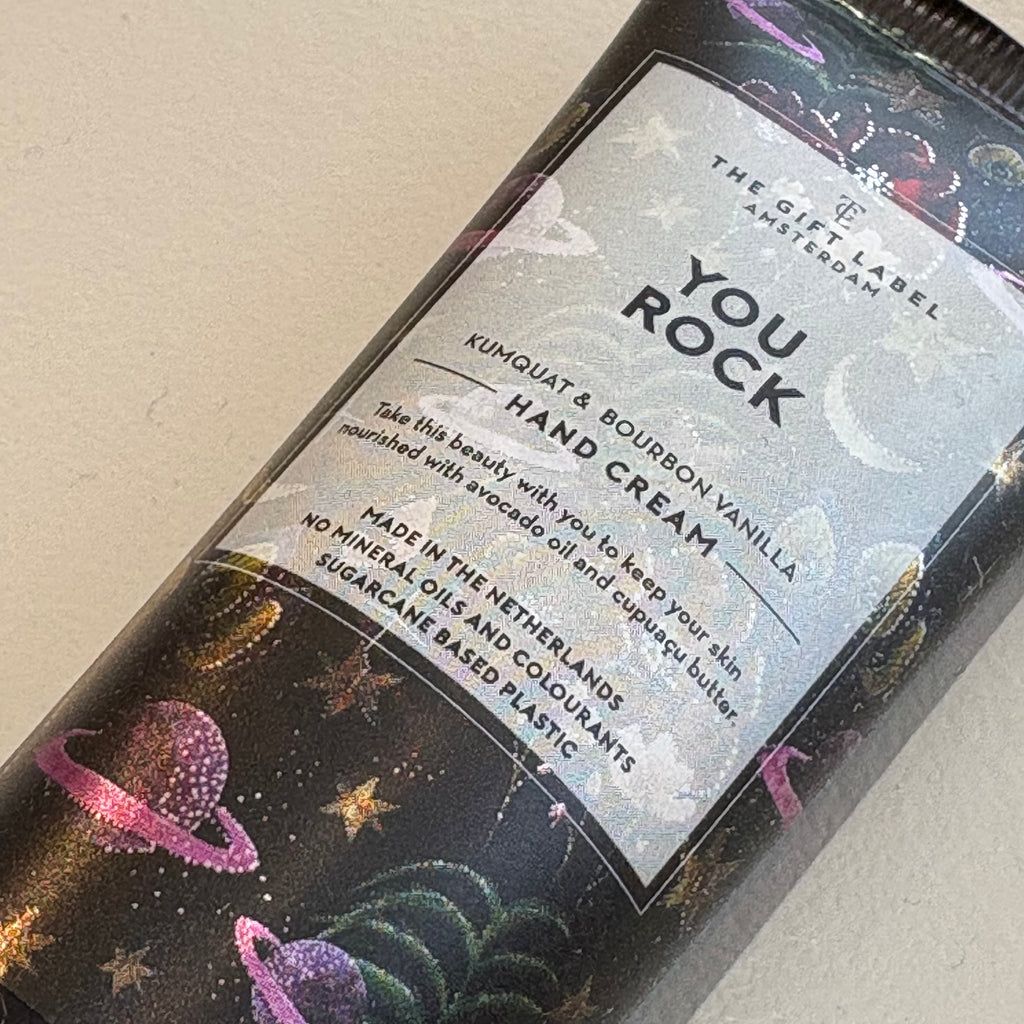 THE GIFT LABEL
AMSTERDAM
YOU
ROCK
KUMQUAT & BOURBON VANILLA
HAND CREAM
Take this beauty with you to keep your skin
nourished with avocado oil and cupuaçu butter.
MADE IN THE NETHERLANDS
NO MINERAL OILS AND COLOURANTS
SUGARCANE BASED PLASTIC